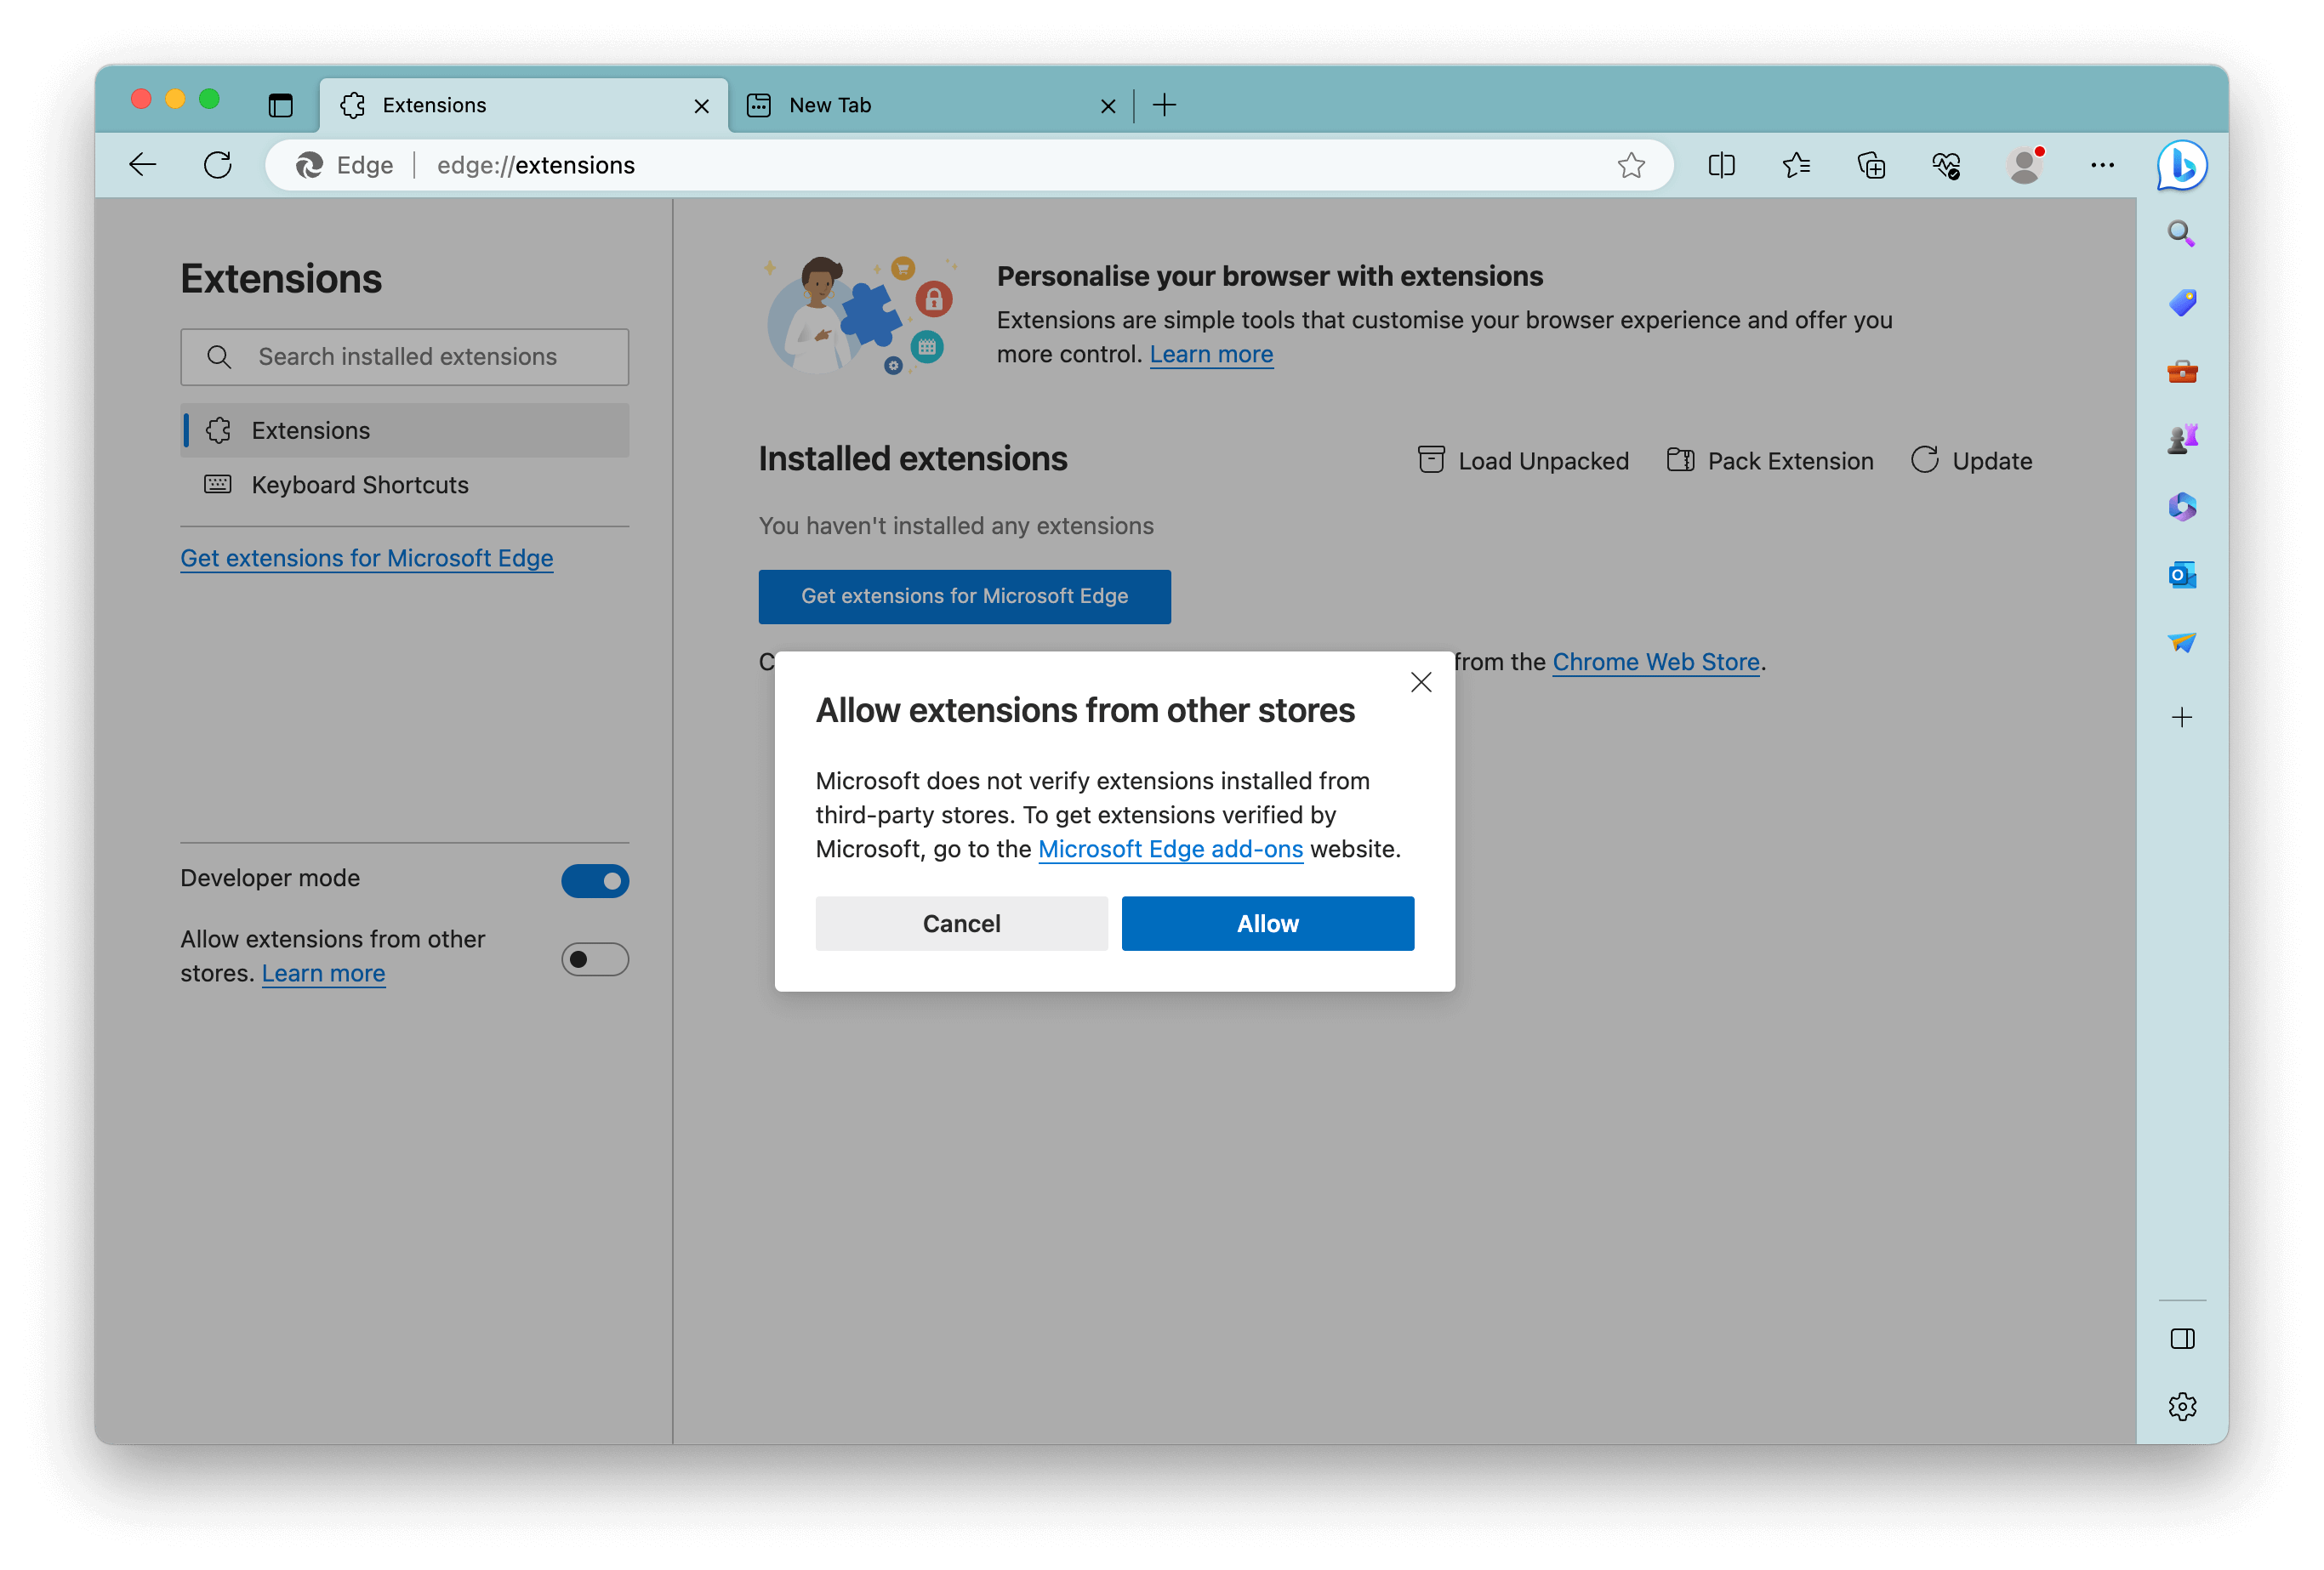 Extensions
New Tab
Edge
edge://extensions
Extensions
Search installed extensions
Extensions
Keyboard Shortcuts
Get extensions for Microsoft Edge
Developer mode
Allow extensions from other
stores. Learn more
Personalise your browser with extensions
Extensions are simple tools that customise your browser experience and offer you
more control. Learn more
Installed extensions
Load Unpacked
Pack Extension
Update
You haven't installed any extensions
Get extensions for Microsoft Edge
from the Chrome Web Store.
Allow extensions from other stores
Microsoft does not verify extensions installed from
third-party stores. To get extensions verified by
Microsoft, go to the Microsoft Edge add-ons website.
Cancel
Allow